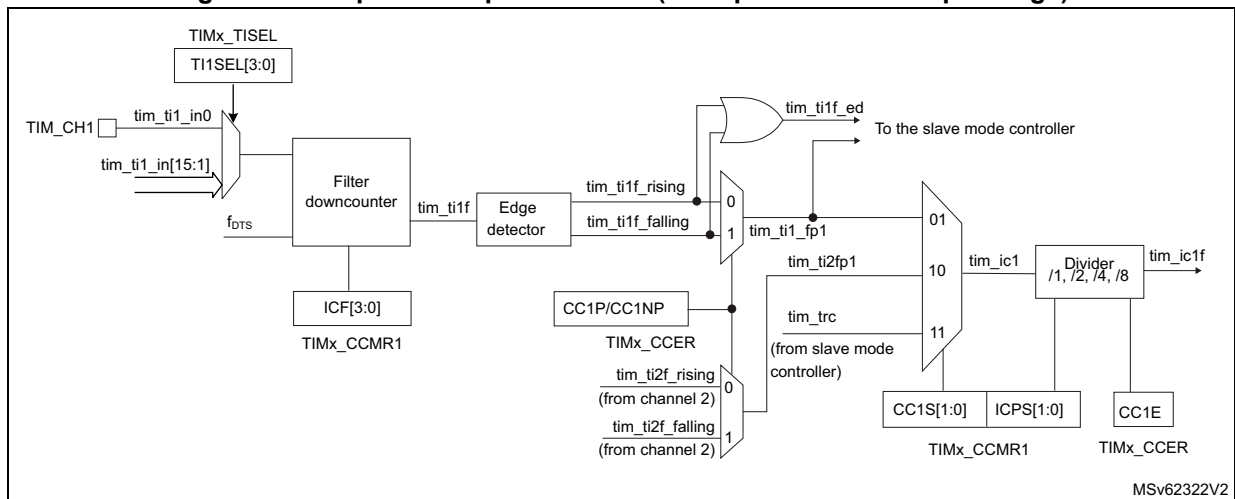 TIMx_TISEL
TI1SEL[3:0]
TIM_CH1
tim_ti1_in0
tim_ti1_in[15:1]
fDTS
Filter
downcounter
ICF[3:0]
TIMx_CCMR1
tim_ti1f
Edge
detector
tim_ti1f_rising
tim_ti1f_falling
0
1
tim_ti1f_ed
To the slave mode controller
tim_ti1_fp1
tim_ti2fp1
CC1P/CC1NP
TIMx_CCER
tim_trc
(from slave mode
controller)
tim_ti2f_rising
(from channel 2)
tim_ti2f_falling
(from channel 2)
0
1
01
10
11
tim_ic1
Divider
/1, /2, /4, /8
tim_ic1f
CC1S[1:0]
ICPS[1:0]
TIMx_CCMR1
CC1E
TIMx_CCER
MSv62322V2